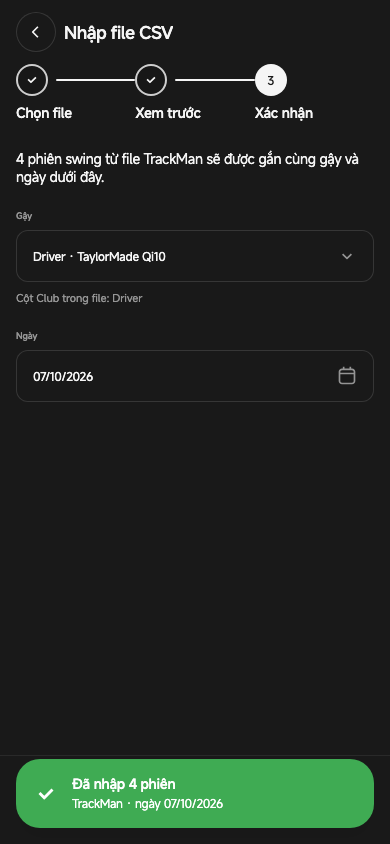 Nhập file CSV
3
Chọn file
Xem trước
Xác nhận
4 phiên swing từ file TrackMan sẽ được gắn cùng gậy và
ngày dưới đây.
Gậy
Driver · TaylorMade Qi10
Cột Club trong file: Driver
Ngày
07/10/2026
Đã nhập 4 phiên
TrackMan · ngày 07/10/2026